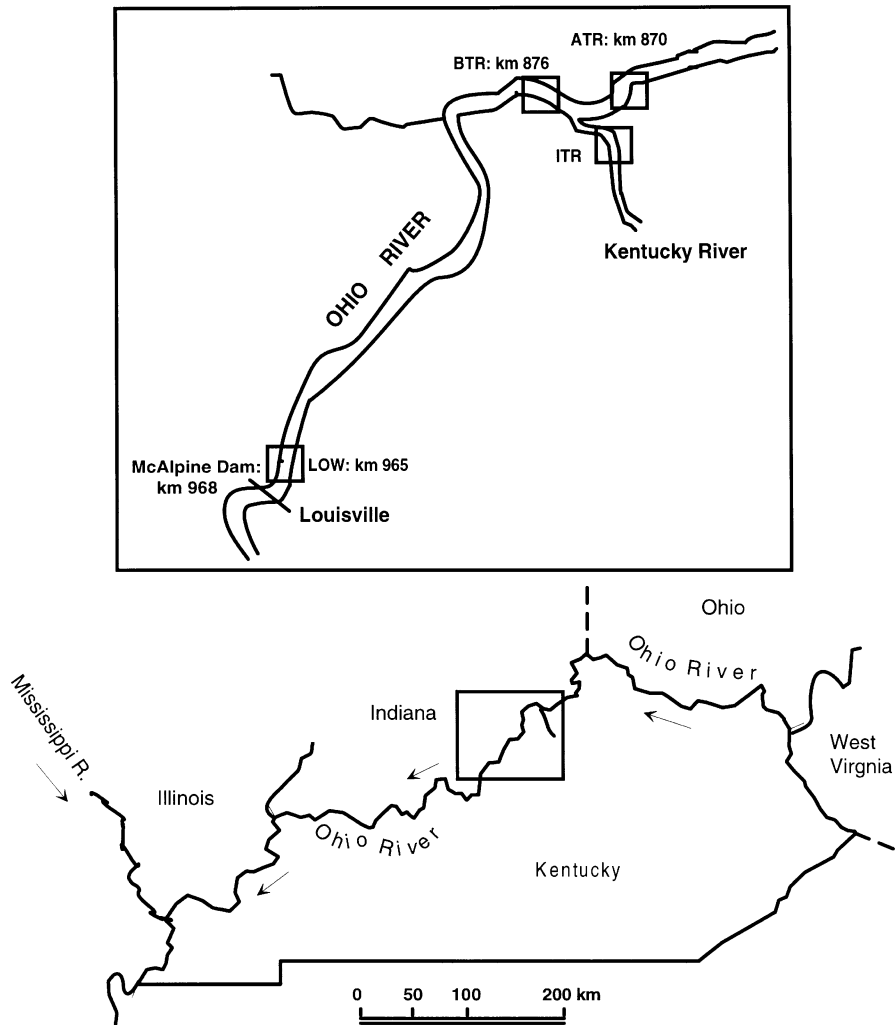 ATR: km 870
BTR: km 876
ITR
Kentucky River
OHIO RIVER
McAlpine Dam:
km 968
LOW: km 965
Louisville
Ohio
Ohio River
Mississippi R.
Indiana
West
Virgnia
Illinois
Ohio River
Kentucky
0 50 100 200 km